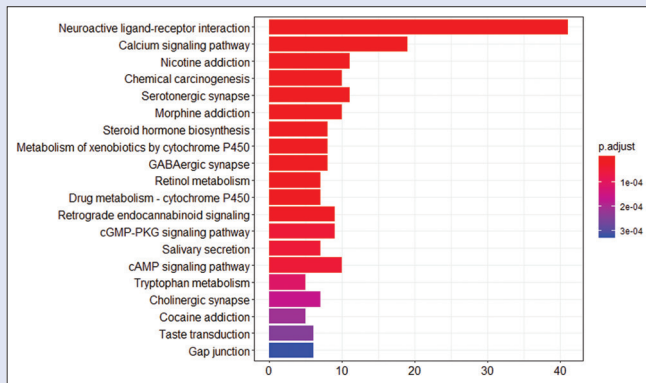 Neuroactive ligand-receptor interaction
Calcium signaling pathway
Nicotine addiction
Chemical carcinogenesis
Serotonergic synapse
Morphine addiction
Steroid hormone biosynthesis
Metabolism of xenobiotics by cytochrome P450
GABAergic synapse
Retinol metabolism
Drug metabolism - cytochrome P450
Retrograde endocannabinoid signaling
cGMP-PKG signaling pathway
Salivary secretion
cAMP signaling pathway
Tryptophan metabolism
Cholinergic synapse
Cocaine addiction
Taste transduction
Gap junction
0 10 20 30 40
p.adjust
1e-04
2e-04
3e-04